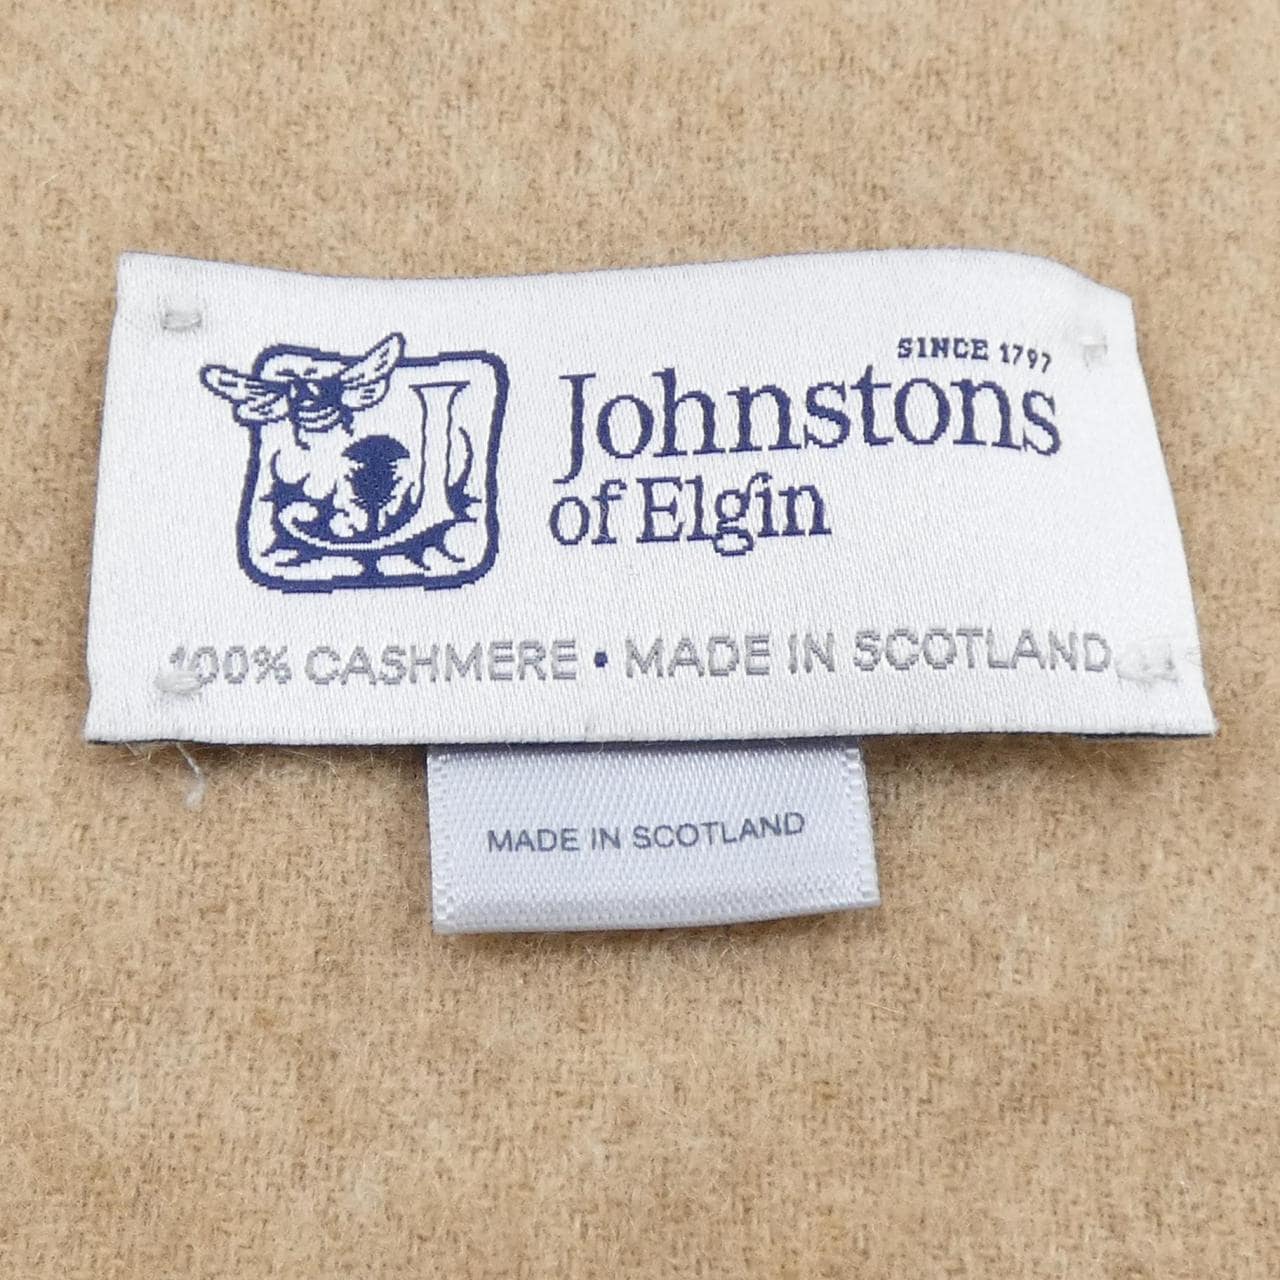 SINCE 1797
Johnstons
of Elgin
100% CASHMERE • MADE IN SCOTLAND
MADE IN SCOTLAND